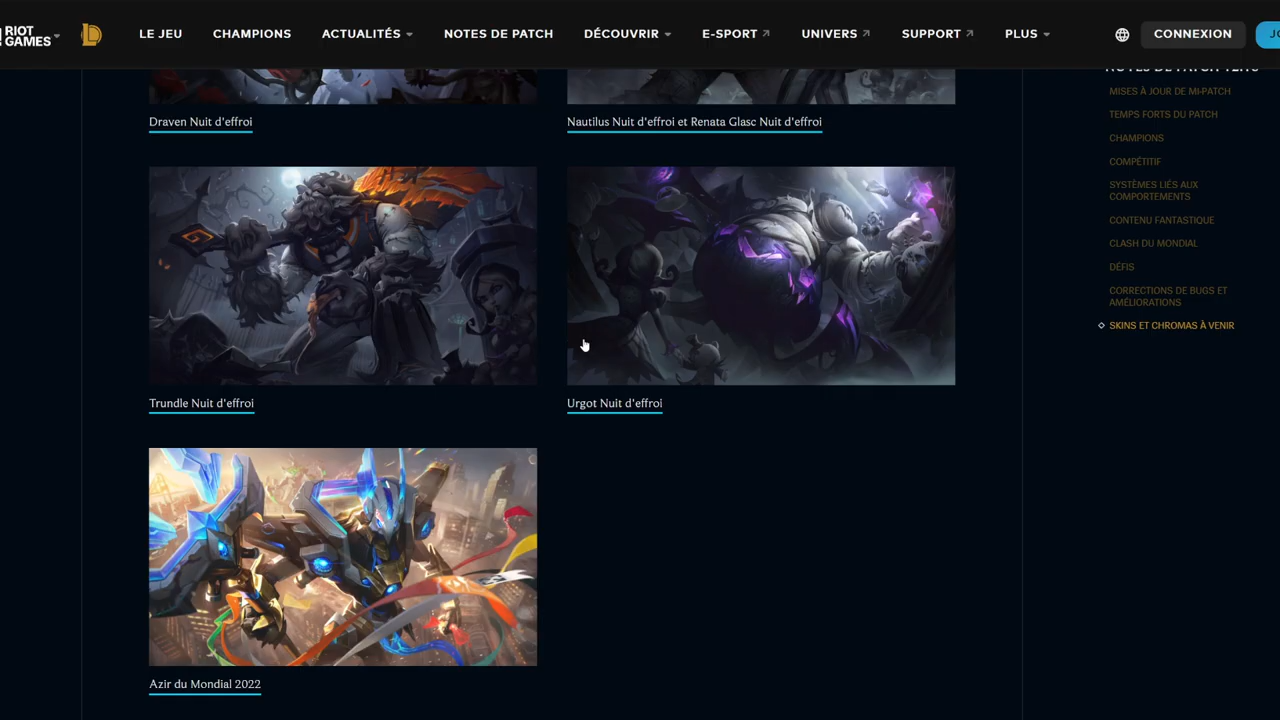 RIOT
GAMES
LE JEU
CHAMPIONS
ACTUALITÉS
NOTES DE PATCH
DÉCOUVRIR
E-SPORT
UNIVERS
SUPPORT
PLUS
CONNEXION
Draven Nuit d'effroi
Nautilus Nuit d'effroi et Renata Glasc Nuit d'effroi
Trundle Nuit d'effroi
Urgot Nuit d'effroi
Azir du Mondial 2022
MISES À JOUR DE MI-PATCH
TEMPS FORTS DU PATCH
CHAMPIONS
COMPÉTITIF
SYSTÈMES LIÉS AUX
COMPORTEMENTS
CONTENU FANTASTIQUE
CLASH DU MONDIAL
DÉFIS
CORRECTIONS DE BUGS ET
AMÉLIORATIONS
SKINS ET CHROMAS À VENIR